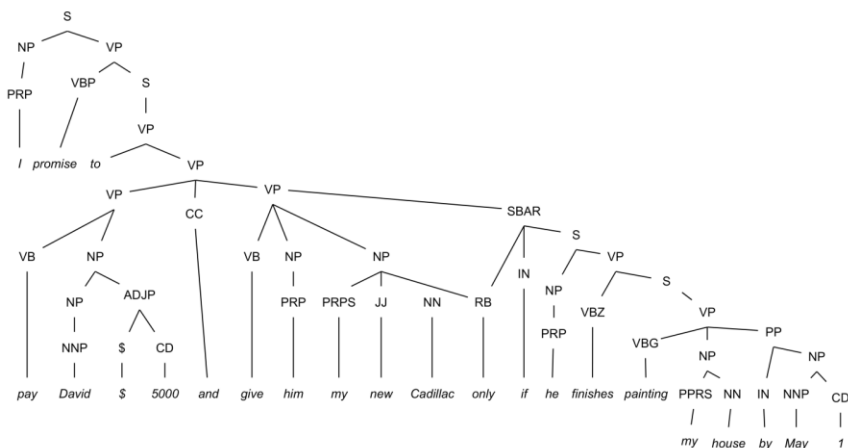 S
NP VP
PRP VBP S
VP
I promise to VP
VP CC VP SBAR
VB NP VB NP NP IN S
NP VP
NP ADJP PRP PRPS JJ NN RB VBZ S
NNP $ CD PRP VBG VP PP
NP NP
pay David $ 5000 and give him my new Cadillac only if he finishes painting PPRS NN IN NNP CD
my house by May 1